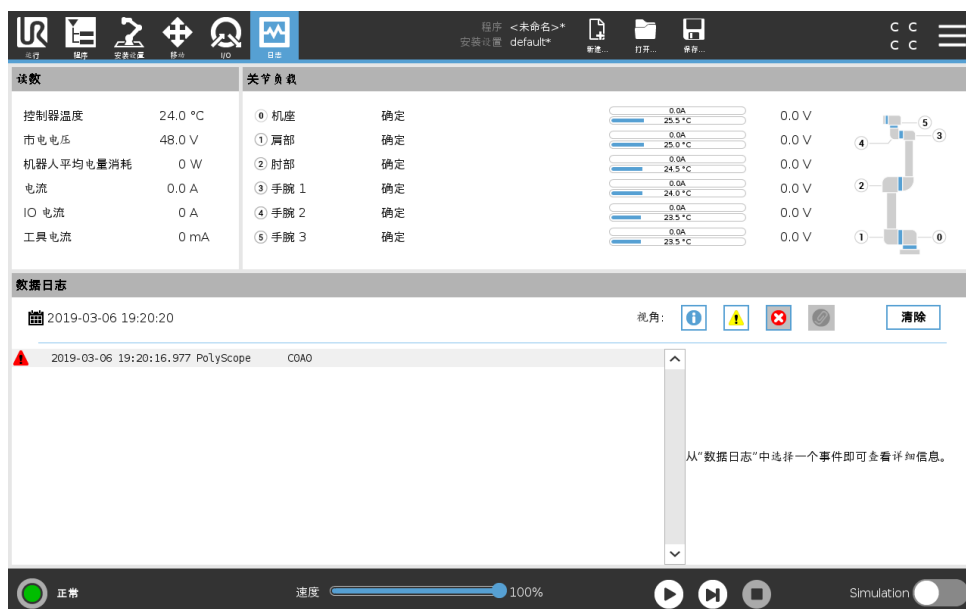 程序 <未命名>*
安装设置 default*
运行 程序 安装设置 移动 I/O 日志 新建... 打开... 保存...
C C
C C
读数 关节负载
控制器温度 24.0 °C 0 机座 确定 0.0A 25.5 °C 0.0 V
市电电压 48.0 V 1 肩部 确定 0.0A 25.0 °C 0.0 V
机器人平均电量消耗 0 W 2 肘部 确定 0.0A 24.5 °C 0.0 V
电流 0.0 A 3 手腕 1 确定 0.0A 24.0 °C 0.0 V
IO 电流 0 A 4 手腕 2 确定 0.0A 23.5 °C 0.0 V
工具电流 0 mA 5 手腕 3 确定 0.0A 23.5 °C 0.0 V
5
4 3
2
1 0
数据日志
2019-03-06 19:20:20 视角: 清除
2019-03-06 19:20:16.977 PolyScope C0A0
从"数据日志"中选择一个事件即可查看详细信息。
正常 速度 100% Simulation